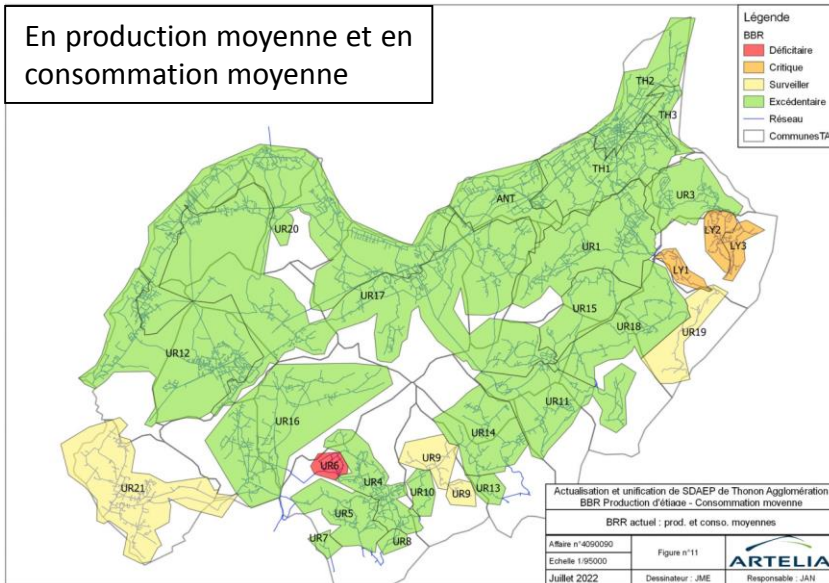 En production moyenne et en
consommation moyenne
Légende
BBR
Déficitaire
Critique
Surveiller
Excédentaire
Réseau
CommunesTA
TH2
TH3
TH1
ANT
UR3
UR20
LY2
LY3
UR1
LY1
UR17
UR15
UR18
UR19
UR12
UR11
UR16
UR14
UR9
UR6
UR4
UR21
UR10
UR9
UR13
UR5
UR7
UR8
Actualisation et unification de SDAEP de Thonon Agglomération
BBR Production d'étiage - Consommation moyenne
BRR actuel : prod. et conso. moyennes
Affaire n°4090090
Figure n°11
ARTELIA
Echelle 1/95000
Juillet 2022
Dessinateur : JME
Responsable : JAN